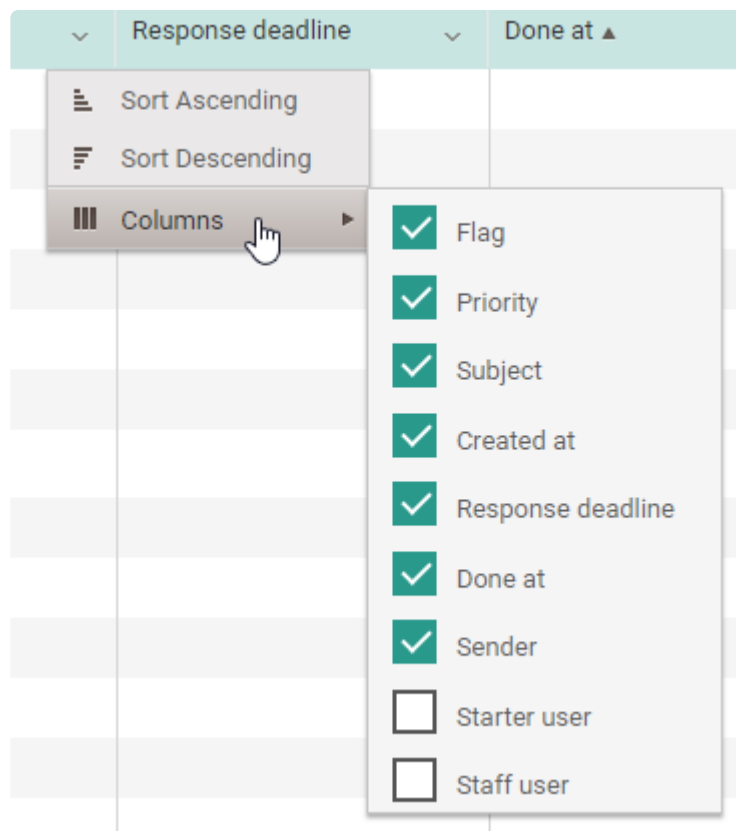 Response deadline
Done at ▲
Sort Ascending
Sort Descending
Columns
Flag
Priority
Subject
Created at
Response deadline
Done at
Sender
Starter user
Staff user